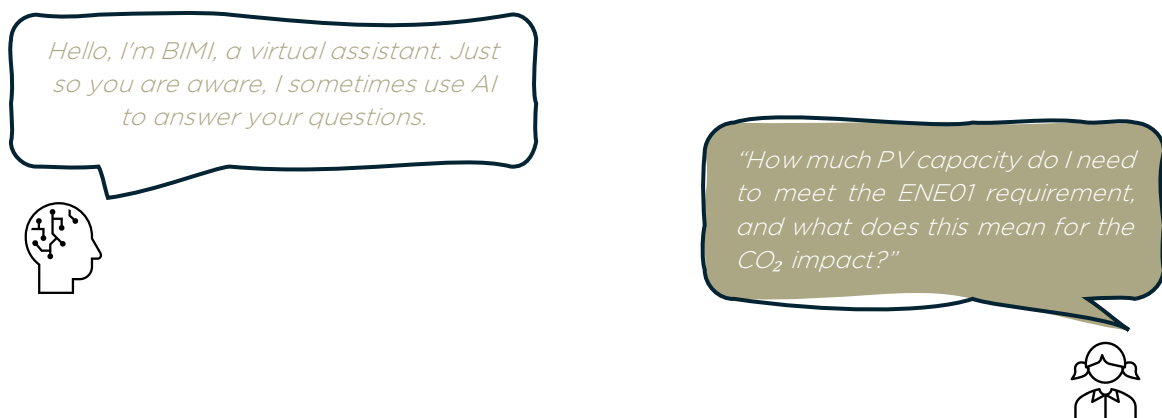 Hello, I'm BIMI, a virtual assistant. Just
so you are aware, I sometimes use AI
to answer your questions.
“How much PV capacity do I need
to meet the ENE01 requirement,
and what does this mean for the
CO₂ impact?”